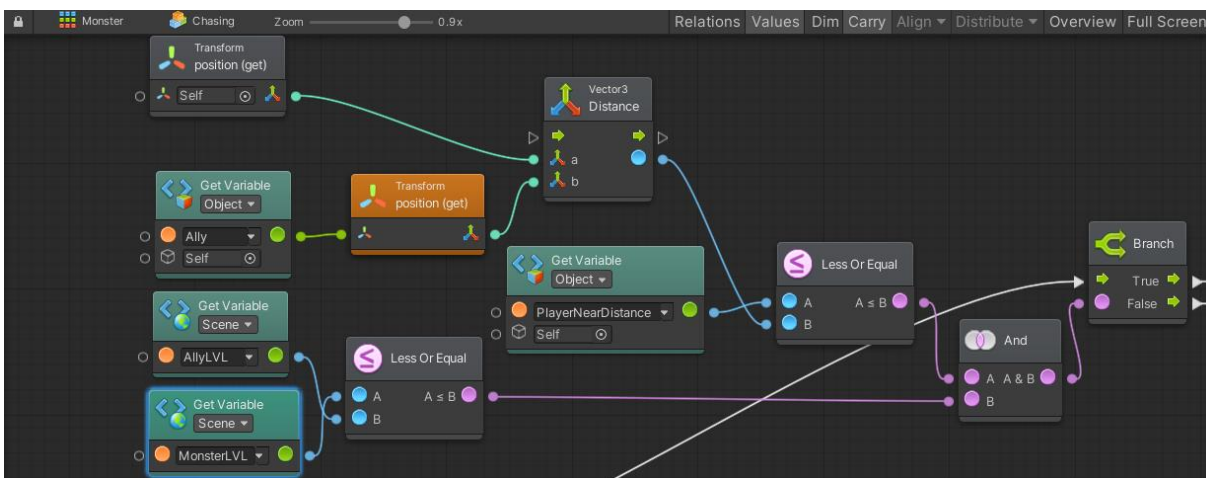 Monster Chasing Zoom 0.9x Relations Values Dim Carry Align Distribute Overview Full Screen
Transform
position (get)
Self
Vector3
Distance
a
b
Get Variable
Object
Ally
Self
Transform
position (get)
Get Variable
Object
PlayerNearDistance
Self
Less Or Equal
A A ≤ B
B
Branch
True
False
Get Variable
Scene
AllyLVL
Less Or Equal
A A ≤ B
B
And
A A & B
B
Get Variable
Scene
MonsterLVL